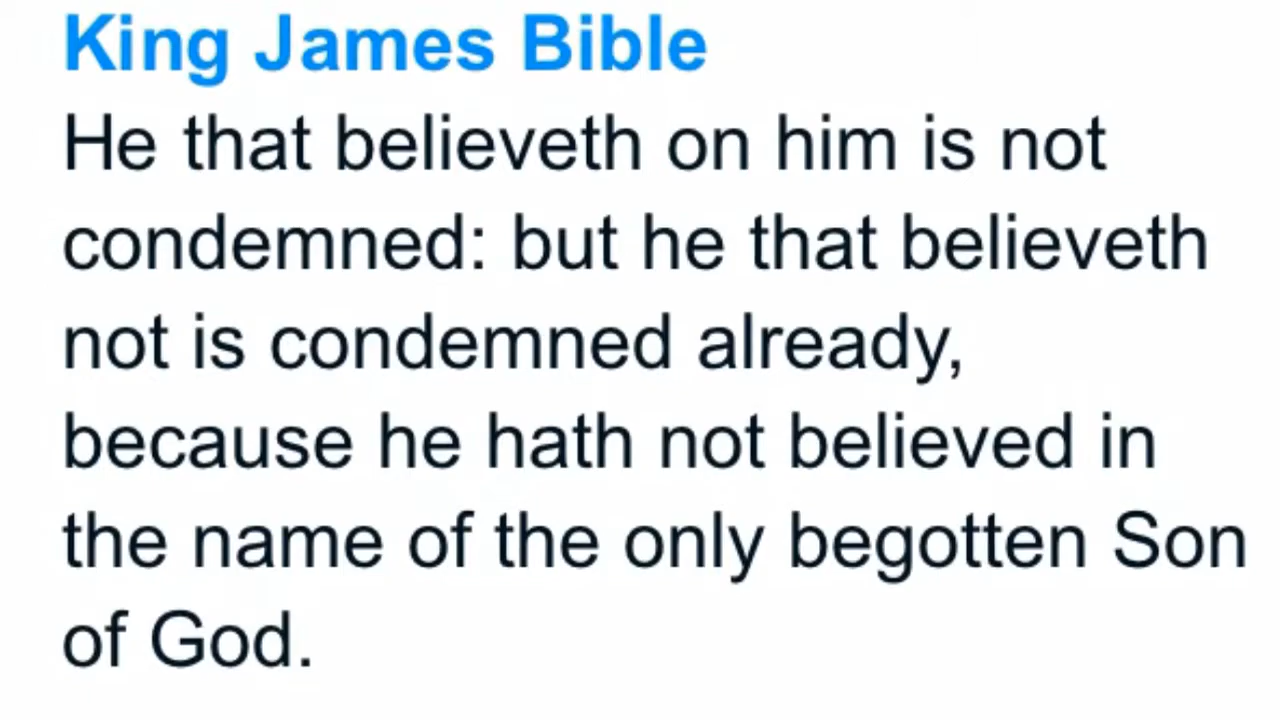 King James Bible
He that believeth on him is not
condemned: but he that believeth
not is condemned already,
because he hath not believed in
the name of the only begotten Son
of God.